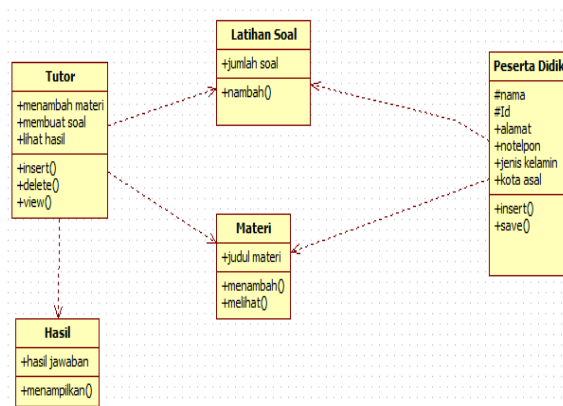 Latihan Soal
+jumlah soal
+nambah()
Tutor
+menambah materi
+membuat soal
+lihat hasil
+insert()
+delete()
+view()
Peserta Didik
#nama
#Id
+alamat
+notelpon
+jenis kelamin
+kota asal
+insert()
+save()
Materi
+judul materi
+menambah()
+melihat()
Hasil
+hasil jawaban
+menampilkan()